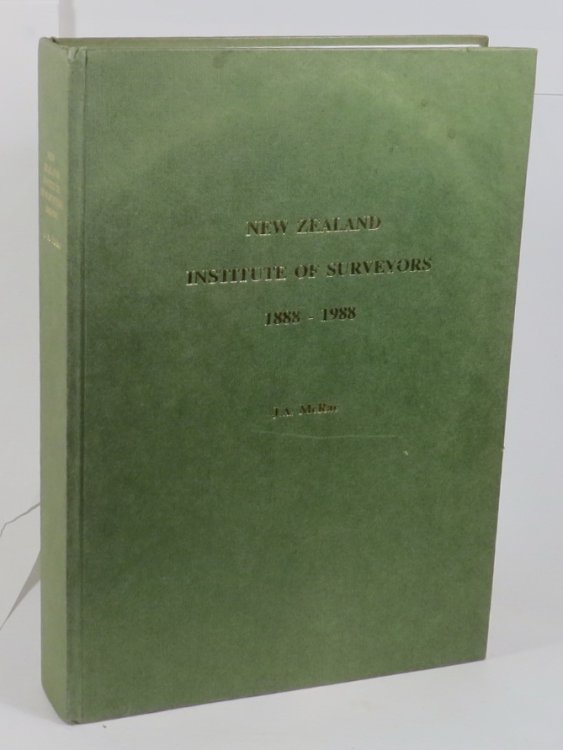 NEW ZEALAND
INSTITUTE OF SURVEYORS
1888 - 1988
J.A. McRae